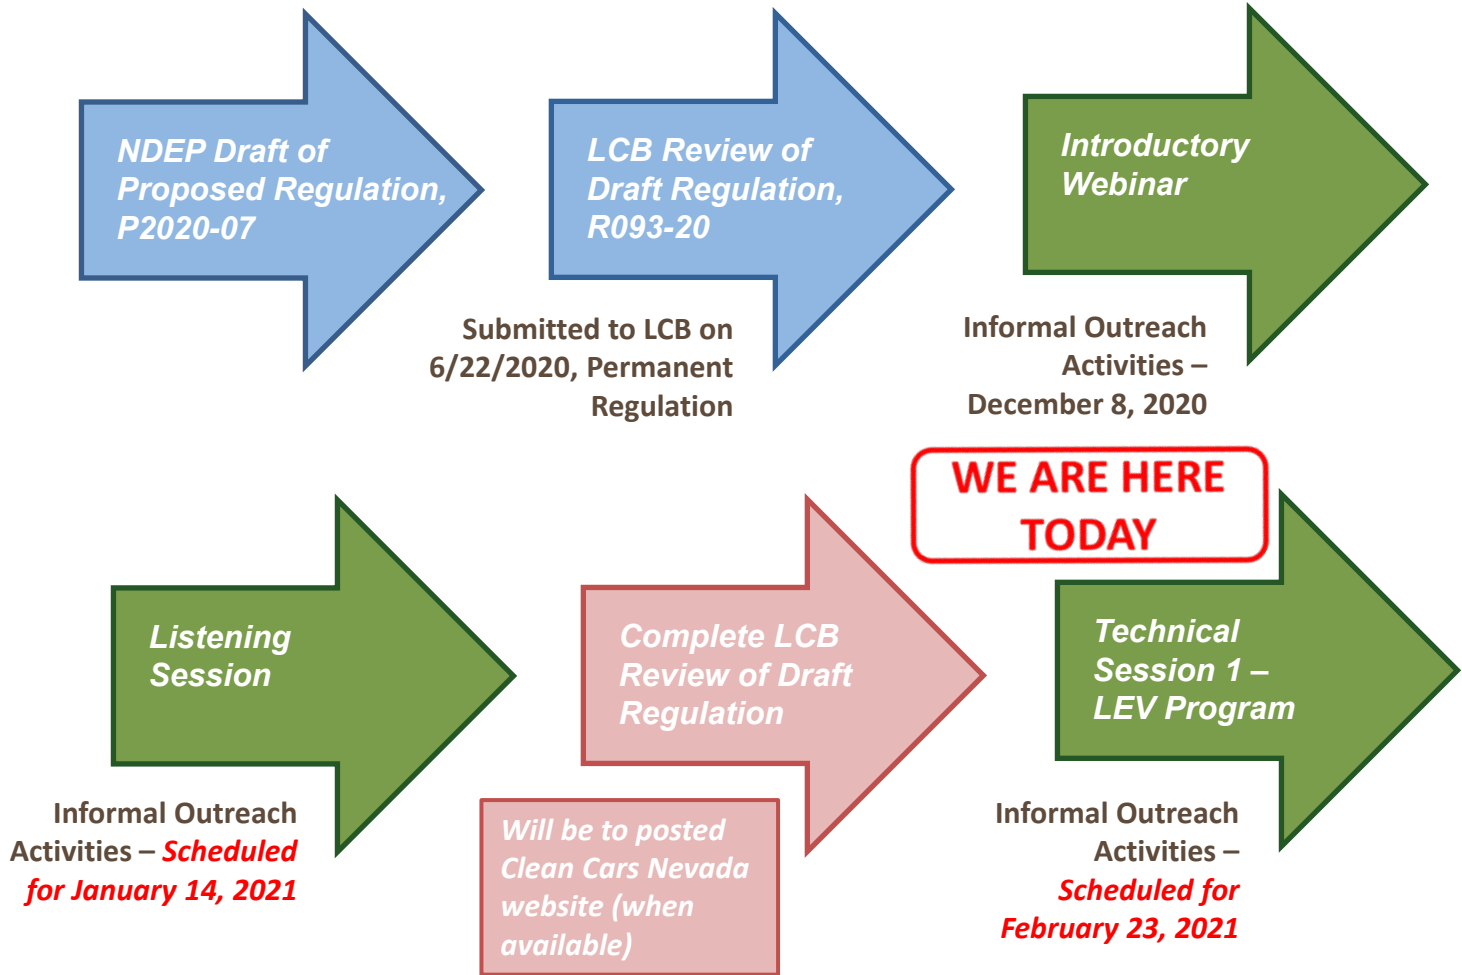 NDEP Draft of
Proposed Regulation,
P2020-07
LCB Review of
Draft Regulation,
R093-20
Submitted to LCB on
6/22/2020, Permanent
Regulation
Introductory
Webinar
Informal Outreach
Activities –
December 8, 2020
Listening
Session
Informal Outreach
Activities – Scheduled
for January 14, 2021
Complete LCB
Review of Draft
Regulation
Will be to posted
Clean Cars Nevada
website (when
available)
WE ARE HERE
TODAY
Technical
Session 1 –
LEV Program
Informal Outreach
Activities –
Scheduled for
February 23, 2021